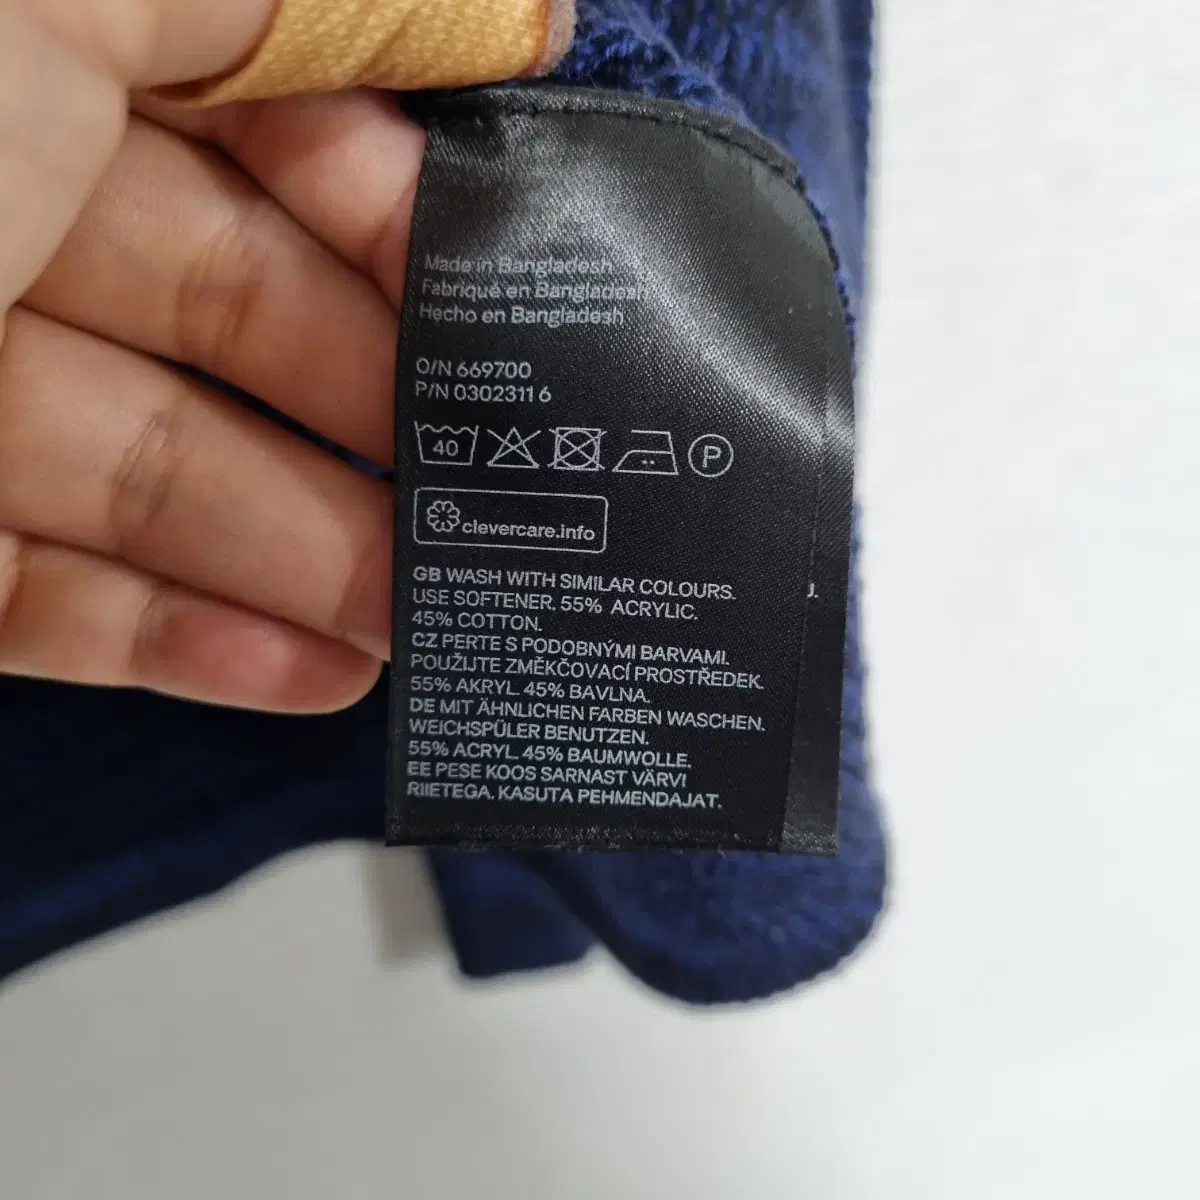 Made in Bangladesh
Fabriqué en Bangladesh
Hecho en Bangladesh
O/N 669700
P/N 0302311 6
40
P
clevercare.info
GB WASH WITH SIMILAR COLOURS.
USE SOFTENER. 55% ACRYLIC.
45% COTTON.
CZ PERTE S PODOBNÝMI BARVAMI.
POUŽIJTE ZMĚKČOVACÍ PROSTŘEDEK.
55% AKRYL. 45% BAVLNA.
DE MIT ÄHNLICHEN FARBEN WASCHEN.
WEICHSPÜLER BENUTZEN.
55% ACRYL. 45% BAUMWOLLE.
EE PESE KOOS SARNAST VÄRVI
RIIETEGA. KASUTA PEHMENDAJAT.